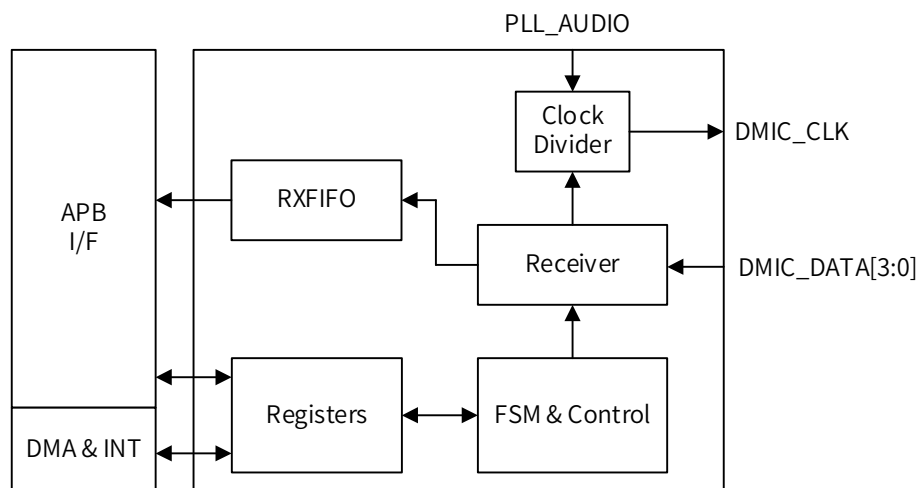 PLL_AUDIO
Clock
Divider
DMIC_CLK
RXFIFO
APB
I/F
Receiver
DMIC_DATA[3:0]
Registers
FSM & Control
DMA & INT